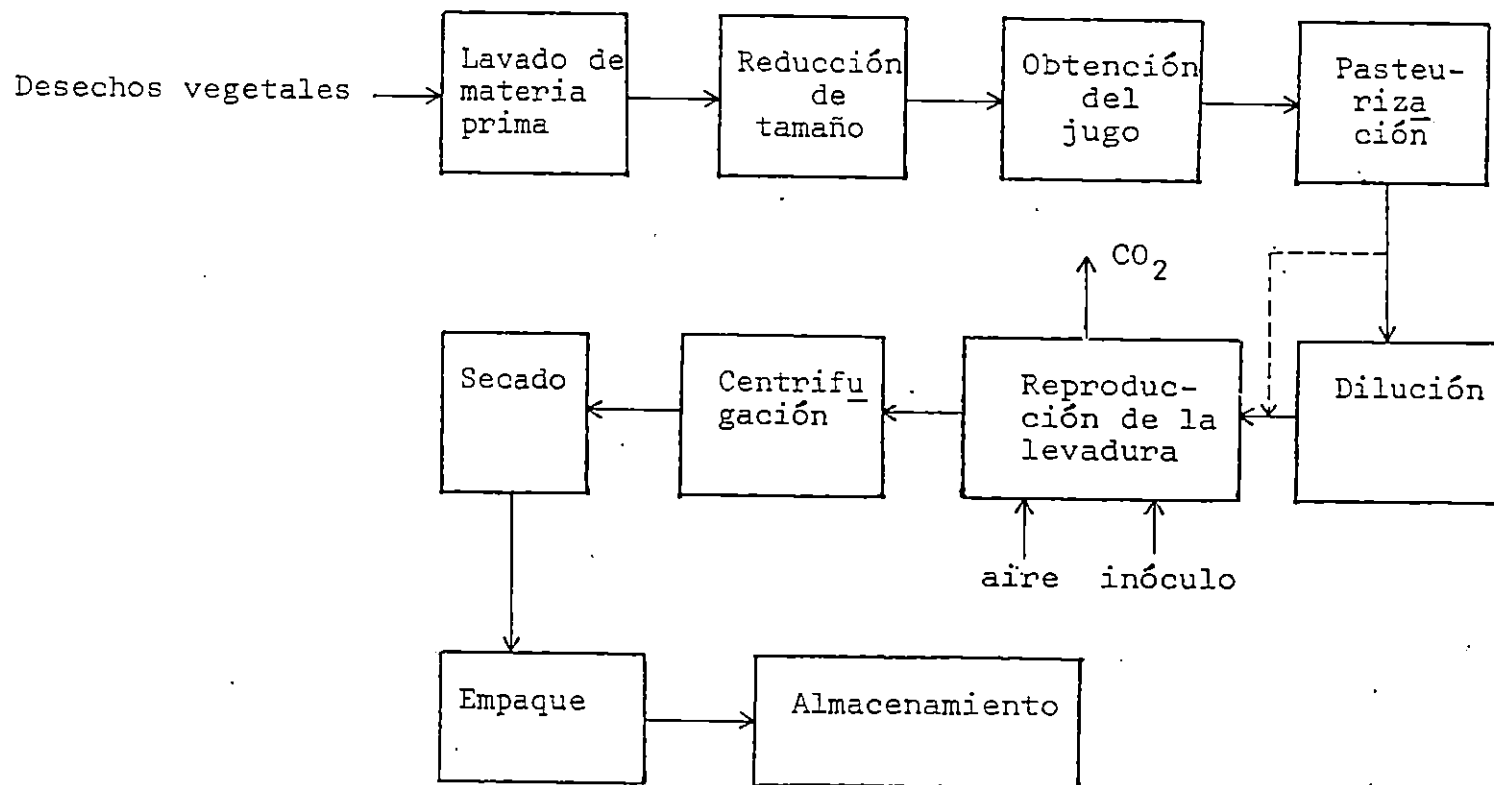 Desechos vegetales
Lavado de
materia
prima
Reducción
de
tamaño
Obtención
del
jugo
Pasteu-
riza
ción
CO2
Secado
Centrifu
gación
Reproduc-
ción de la
levadura
Dilución
aire inóculo
Empaque
Almacenamiento